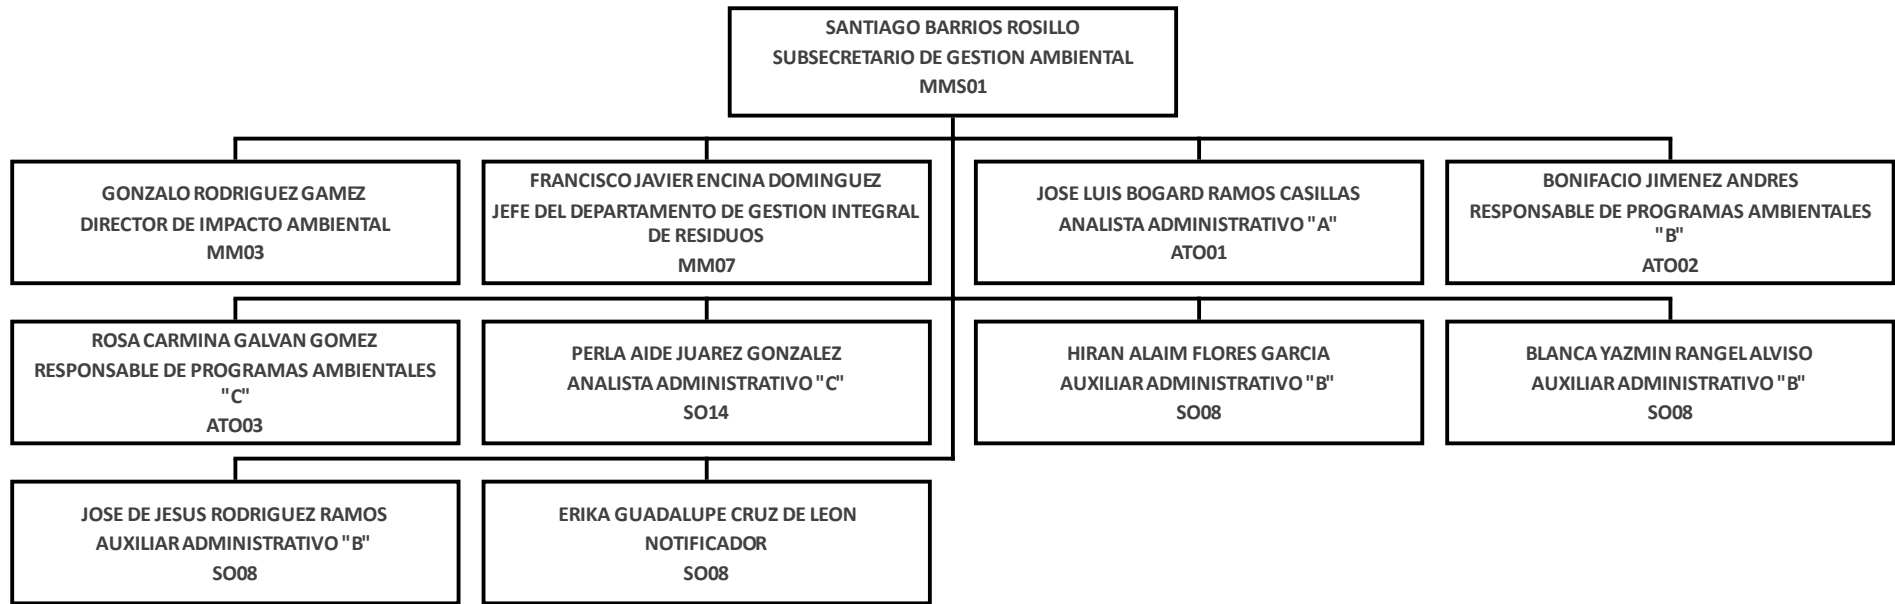 SANTIAGO BARRIOS ROSILLO
SUBSECRETARIO DE GESTION AMBIENTAL
MMS01
GONZALO RODRIGUEZ GAMEZ
DIRECTOR DE IMPACTO AMBIENTAL
MM03
FRANCISCO JAVIER ENCINA DOMINGUEZ
JEFE DEL DEPARTAMENTO DE GESTION INTEGRAL
DE RESIDUOS
MM07
JOSE LUIS BOGARD RAMOS CASILLAS
ANALISTA ADMINISTRATIVO "A"
ATO01
BONIFACIO JIMENEZ ANDRES
RESPONSABLE DE PROGRAMAS AMBIENTALES
"B"
ATO02
ROSA CARMINA GALVAN GOMEZ
RESPONSABLE DE PROGRAMAS AMBIENTALES
"C"
ATO03
PERLA AIDE JUAREZ GONZALEZ
ANALISTA ADMINISTRATIVO "C"
SO14
HIRAN ALAIM FLORES GARCIA
AUXILIAR ADMINISTRATIVO "B"
SO08
BLANCA YAZMIN RANGEL ALVISO
AUXILIAR ADMINISTRATIVO "B"
SO08
JOSE DE JESUS RODRIGUEZ RAMOS
AUXILIAR ADMINISTRATIVO "B"
SO08
ERIKA GUADALUPE CRUZ DE LEON
NOTIFICADOR
SO08